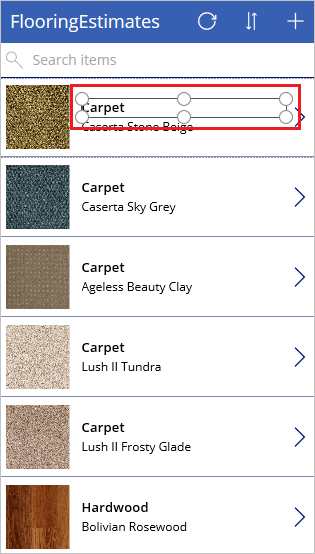 FlooringEstimates
Search items
Carpet
Caserta Stone Beige
Carpet
Caserta Sky Grey
Carpet
Ageless Beauty Clay
Carpet
Lush II Tundra
Carpet
Lush II Frosty Glade
Hardwood
Bolivian Rosewood